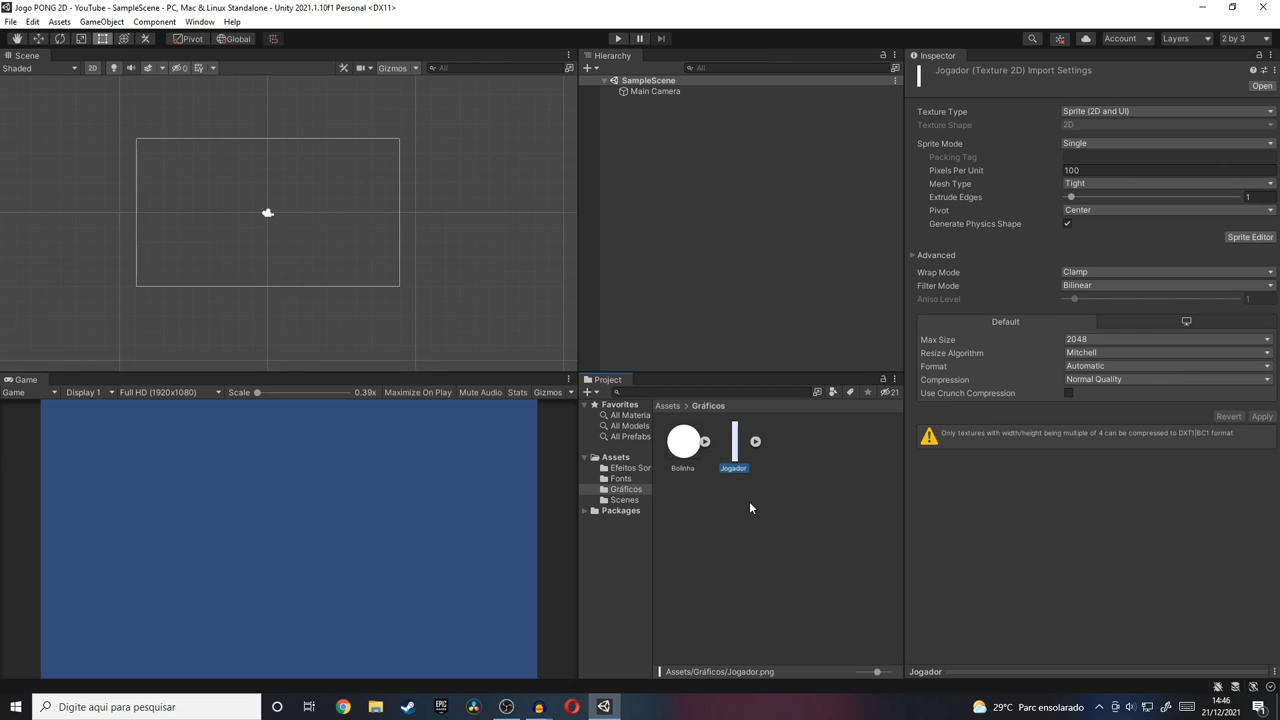 Jogo PONG 2D - YouTube - SampleScene - PC, Mac & Linux Standalone - Unity 2021.1.10f1 Personal <DX11>
File Edit Assets GameObject Component Window Help
Pivot Global Account Layers 2 by 3
Scene
Shaded 2D 0 Gizmos All
Hierarchy
All
SampleScene
Main Camera
Inspector
Jogador (Texture 2D) Import Settings
Open
Texture Type Sprite (2D and UI)
Texture Shape 2D
Sprite Mode Single
Packing Tag
Pixels Per Unit 100
Mesh Type Tight
Extrude Edges 1
Pivot Center
Generate Physics Shape
Sprite Editor
Advanced
Wrap Mode Clamp
Filter Mode Bilinear
Aniso Level 1
Default
Max Size 2048
Resize Algorithm Mitchell
Format Automatic
Compression Normal Quality
Use Crunch Compression
Revert Apply
Only textures with width/height being multiple of 4 can be compressed to DXT1|BC1 format
Jogador
Game
Game Display 1 Full HD (1920x1080) Scale 0.39x Maximize On Play Mute Audio Stats Gizmos
Project
21
Favorites
All Materia
All Models
All Prefabs
Assets
Efeitos Sor
Fonts
Gráficos
Scenes
Packages
Assets > Gráficos
Bolinha Jogador
Assets/Gráficos/Jogador.png
Digite aqui para pesquisar
EPIC GAMES
29°C Parc ensolarado
14:46
21/12/2021